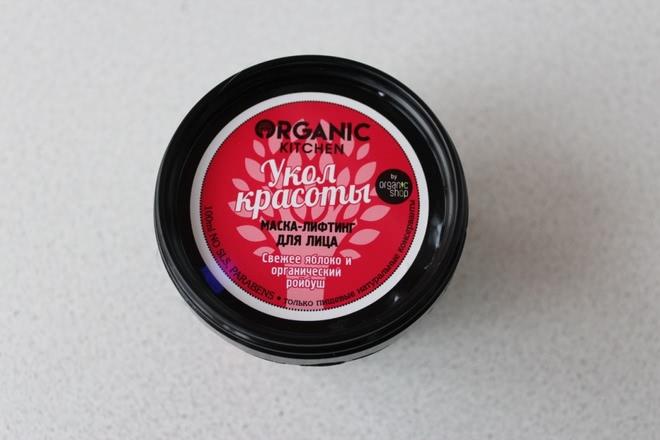 ORGANIC
KITCHEN
Укол
красоты
by
organic
shop
МАСКА-ЛИФТИНГ
ДЛЯ ЛИЦА
Свежее яблоко и
органический
ройбуш
100ml NO SLS, PARABENS • только пищевые натуральные консерванты